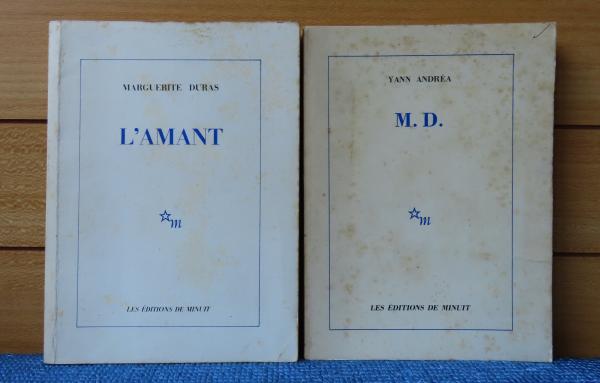 MARGUERITE DURAS
L'AMANT
☆m
LES ÉDITIONS DE MINUIT
YANN ANDRÉA
M.D.
☆m
LES ÉDITIONS DE MINUIT